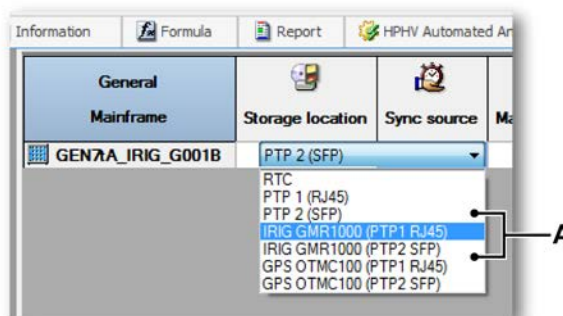 Information Formula Report HPHV Automated An
General
Mainframe Storage location Sync source Ma
GEN7tA_IRIG_G001B PTP 2 (SFP)
RTC
PTP 1 (RJ45)
PTP 2 (SFP)
IRIG GMR1000 (PTP1 RJ45)
A
IRIG GMR1000 (PTP2 SFP)
GPS OTMC100 (PTP1 RJ45)
GPS OTMC100 (PTP2 SFP)